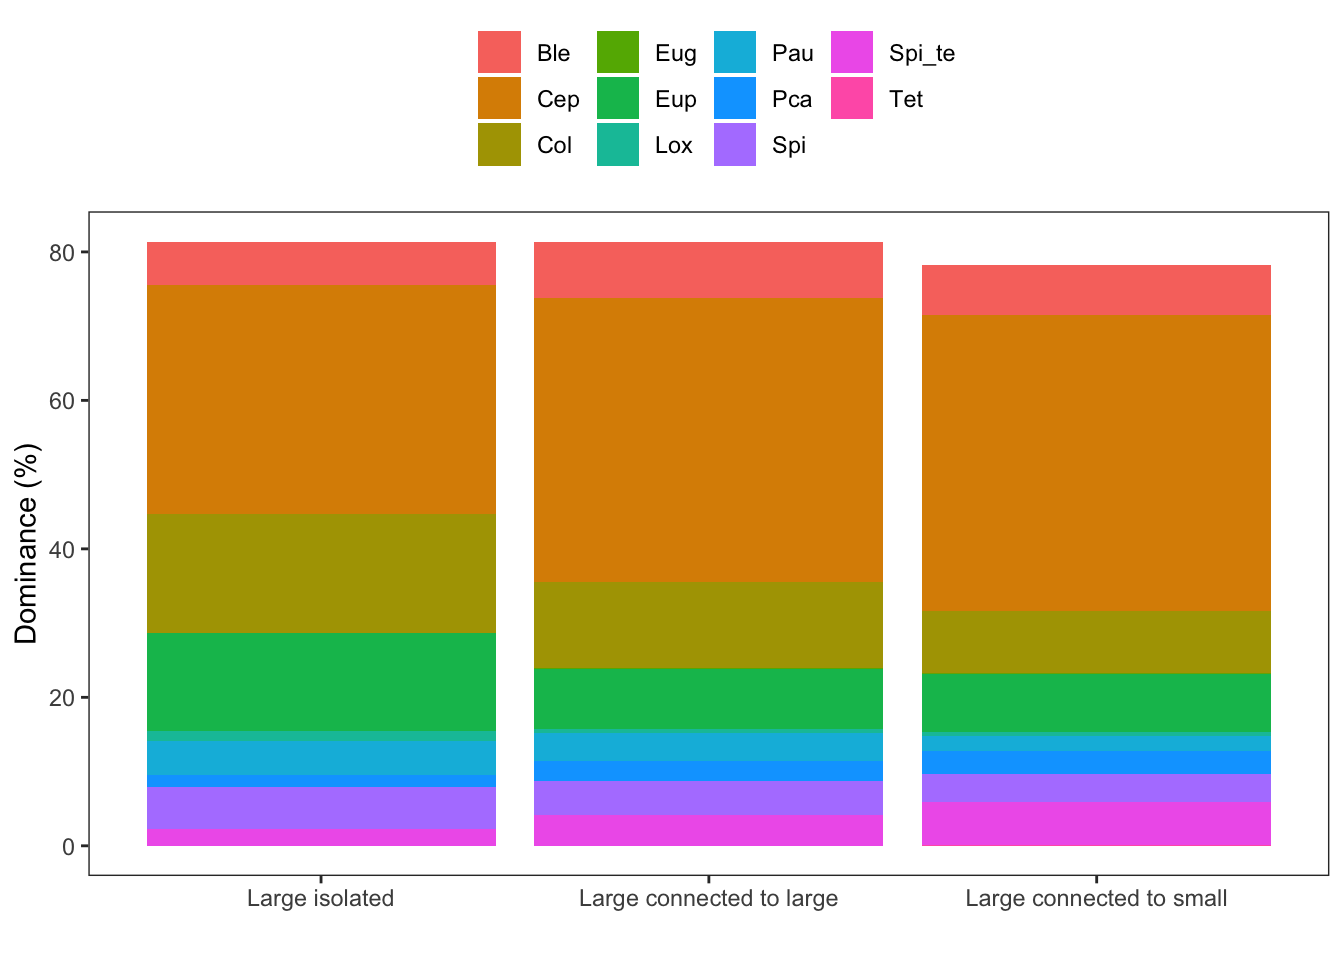 Ble Eug Pau Spi_te
Cep Eup Pca Tet
Col Lox Spi
Dominance (%)
80
60
40
20
0
Large isolated Large connected to large Large connected to small